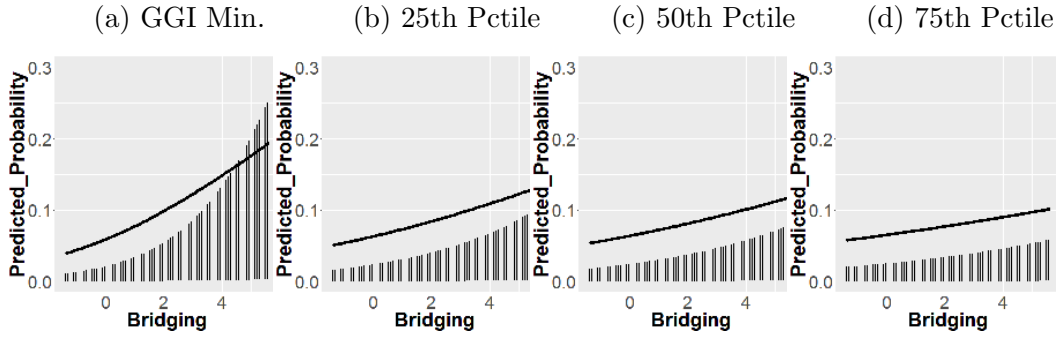 (a) GGI Min.
(b) 25th Pctile
(c) 50th Pctile
(d) 75th Pctile
Predicted_Probability
0.3
0.2
0.1
0.0
0 2 4
Bridging
Predicted_Probability
0.3
0.2
0.1
0.0
0 2 4
Bridging
Predicted_Probability
0.3
0.2
0.1
0.0
0 2 4
Bridging
Predicted_Probability
0.3
0.2
0.1
0.0
0 2 4
Bridging